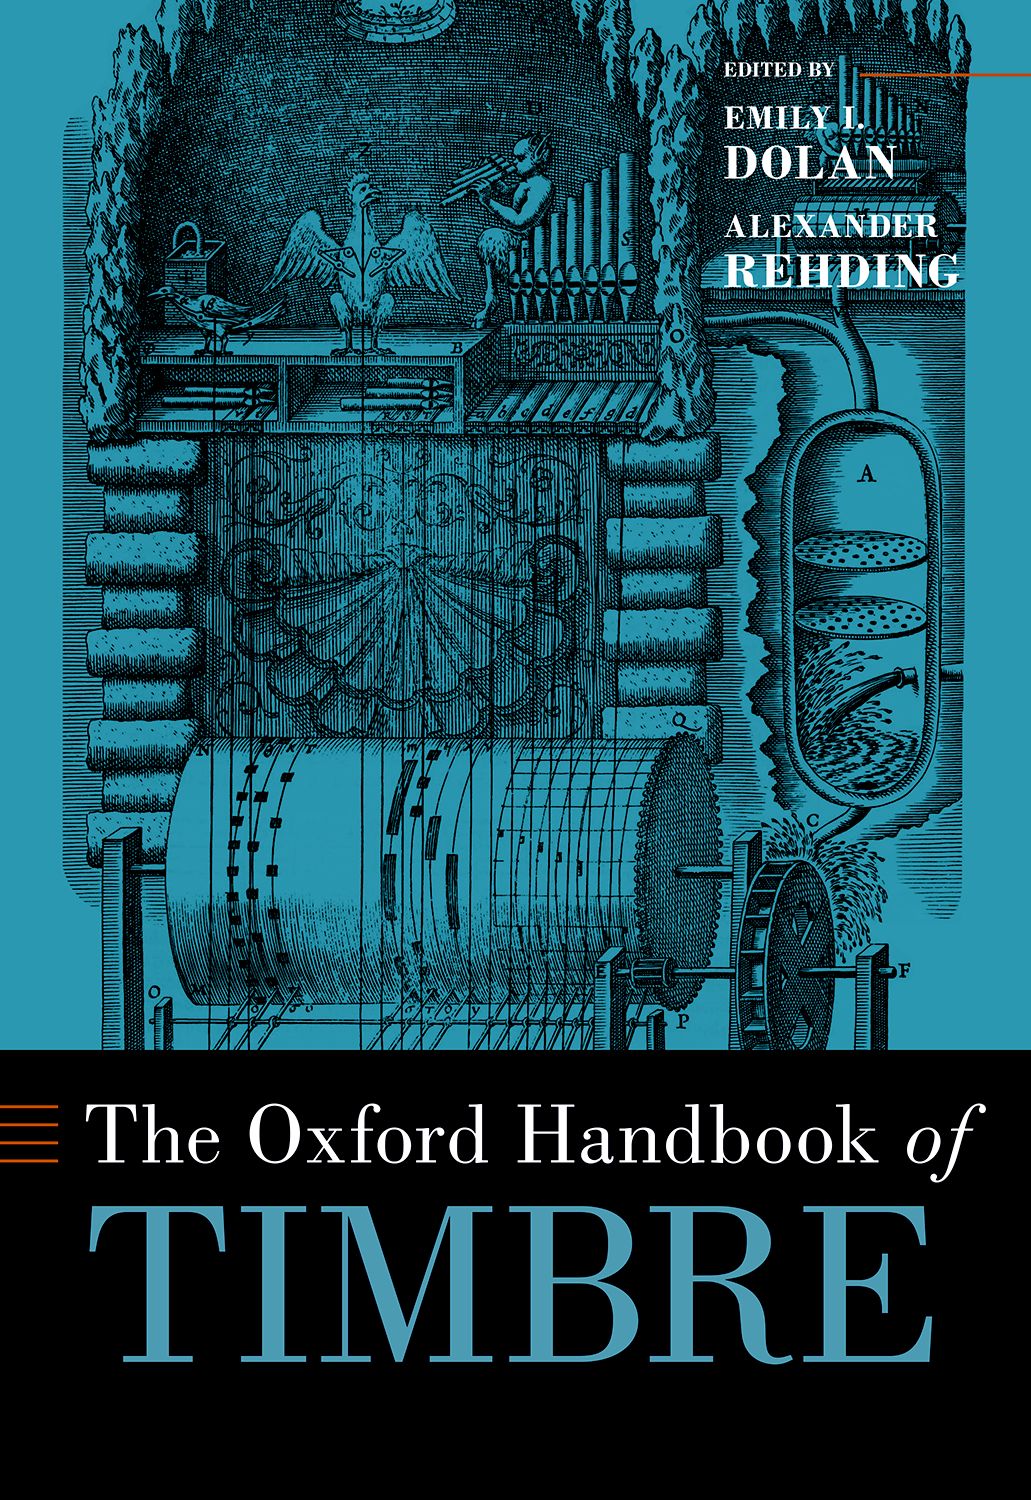 EDITED BY
EMILY I.
DOLAN
ALEXANDER
REHDING
Z
S
B
O
a b c d e f g d
A
Q
N
C
E
F
O
P
The Oxford Handbook of
TIMBRE